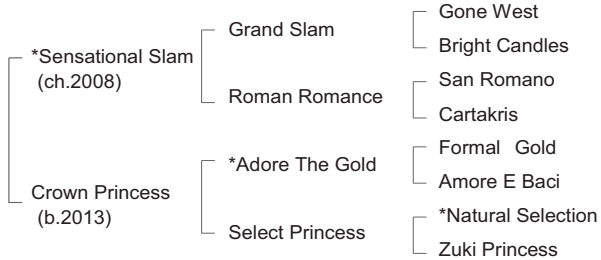 Gone West
Grand Slam
Bright Candles
*Sensational Slam
(ch.2008)
San Romano
Roman Romance
Cartakris
Formal Gold
*Adore The Gold
Amore E Baci
Crown Princess
(b.2013)
*Natural Selection
Select Princess
Zuki Princess